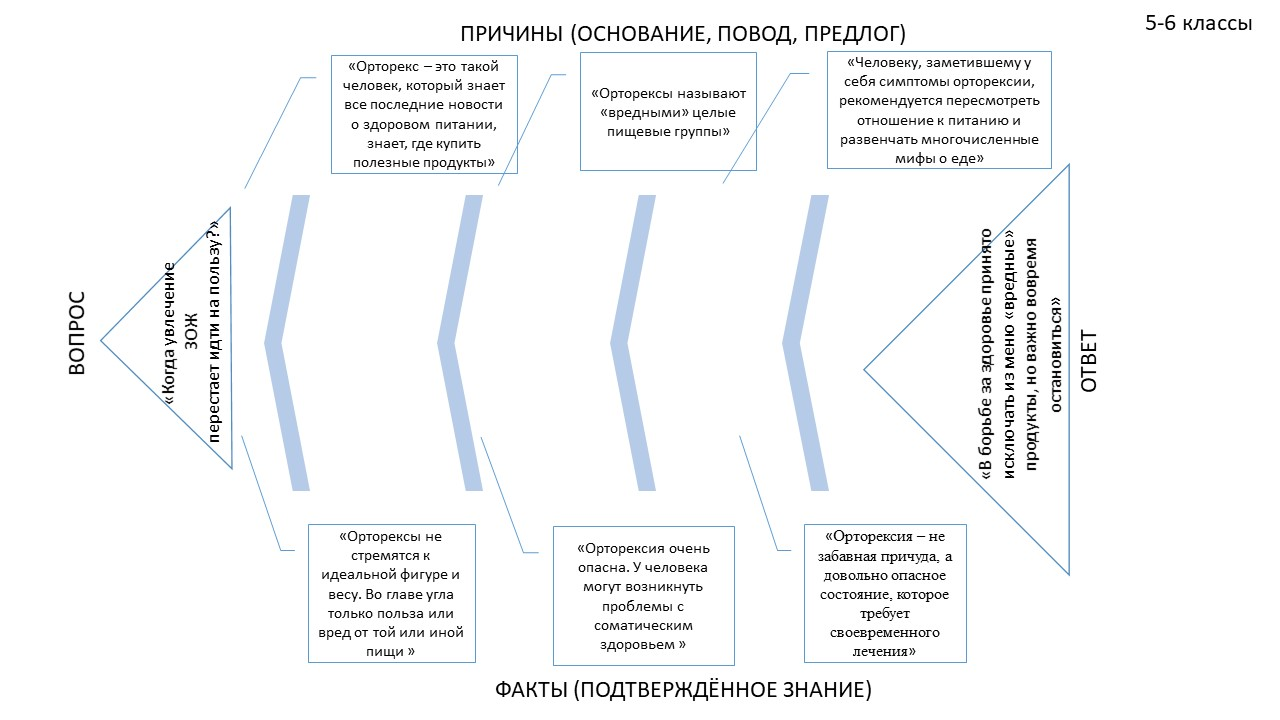 5-6 классы
ПРИЧИНЫ (ОСНОВАНИЕ, ПОВОД, ПРЕДЛОГ)
«Орторекс – это такой
человек, который знает
все последние новости
о здоровом питании,
знает, где купить
полезные продукты»
«Орторексы называют
«вредными» целые
пищевые группы»
«Человеку, заметившему у
себя симптомы орторексии,
рекомендуется пересмотреть
отношение к питанию и
развенчать многочисленные
мифы о еде»
ВОПРОС
«Когда увлечение
ЗОЖ
перестает идти на пользу?»
«В борьбе за здоровье принято
исключать из меню «вредные»
продукты, но важно вовремя
остановиться»
ОТВЕТ
«Орторексы не
стремятся к
идеальной фигуре и
весу. Во главе угла
только польза или
вред от той или иной
пищи »
«Орторексия очень
опасна. У человека
могут возникнуть
проблемы с
соматическим
здоровьем »
«Орторексия – не
забавная причуда, а
довольно опасное
состояние, которое
требует
своевременного
лечения»
ФАКТЫ (ПОДТВЕРЖДЁННОЕ ЗНАНИЕ)